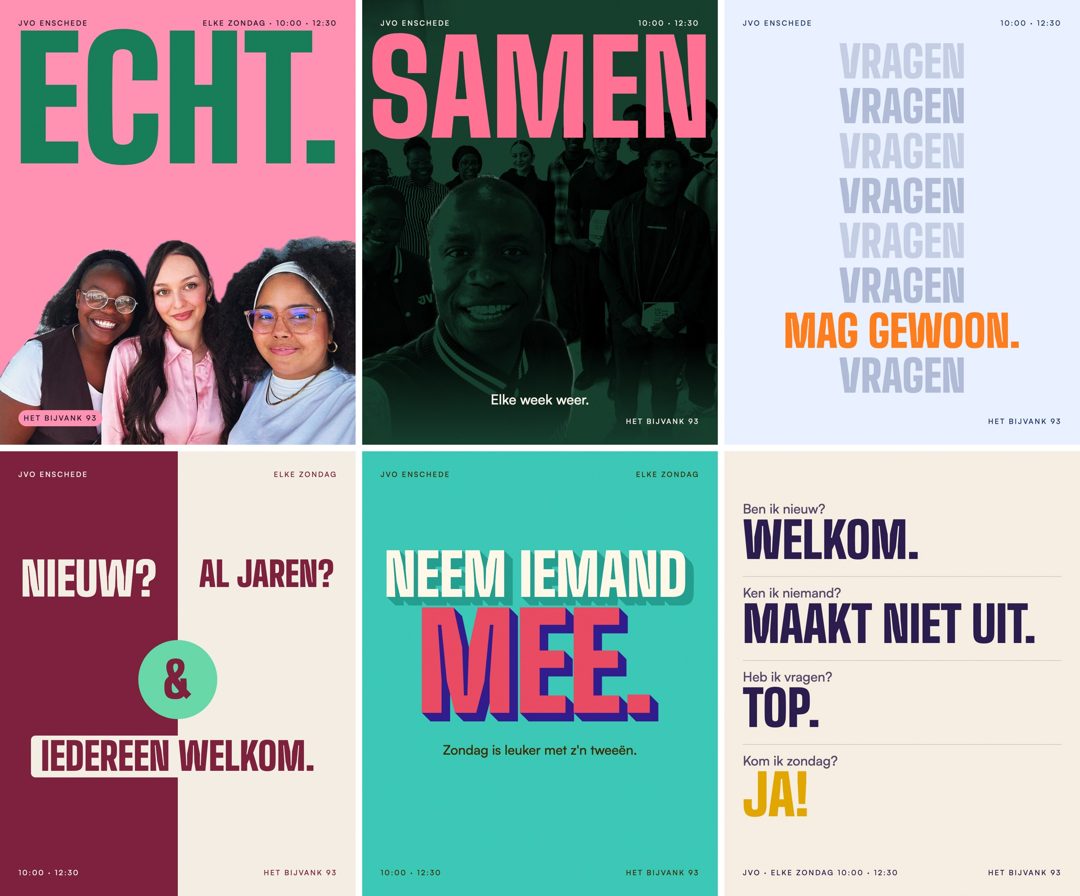 JVO ENSCHEDE
ELKE ZONDAG · 10:00 · 12:30
ECHT.
HET BIJVANK 93
JVO ENSCHEDE
10:00 · 12:30
SAMEN
Elke week weer.
HET BIJVANK 93
JVO ENSCHEDE
10:00 · 12:30
VRAGEN
VRAGEN
VRAGEN
VRAGEN
VRAGEN
VRAGEN
MAG GEWOON.
VRAGEN
HET BIJVANK 93
JVO ENSCHEDE
ELKE ZONDAG
NIEUW?
AL JAREN?
&
IEDEREEN WELKOM.
10:00 · 12:30
HET BIJVANK 93
JVO ENSCHEDE
ELKE ZONDAG
NEEM IEMAND
MEE.
Zondag is leuker met z'n tweeën.
10:00 · 12:30
HET BIJVANK 93
Ben ik nieuw?
WELKOM.
Ken ik niemand?
MAAKT NIET UIT.
Heb ik vragen?
TOP.
Kom ik zondag?
JA!
JVO · ELKE ZONDAG 10:00 · 12:30
HET BIJVANK 93